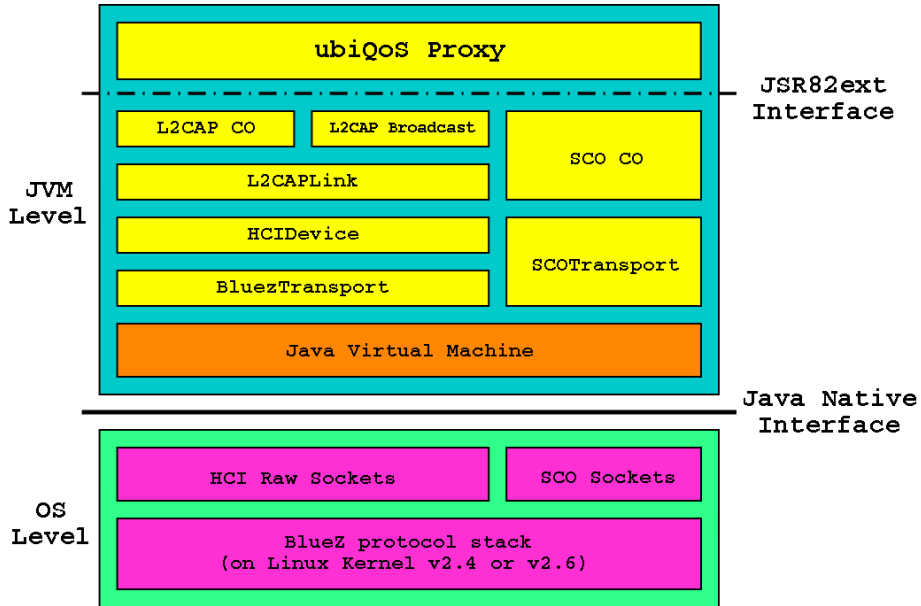 ubiQoS Proxy
JSR82ext
Interface
L2CAP CO
L2CAP Broadcast
SCO CO
L2CAPLink
JVM
Level
HCIDevice
SCOTransport
BluezTransport
Java Virtual Machine
Java Native
Interface
HCI Raw Sockets
SCO Sockets
OS
Level
BlueZ protocol stack
(on Linux Kernel v2.4 or v2.6)